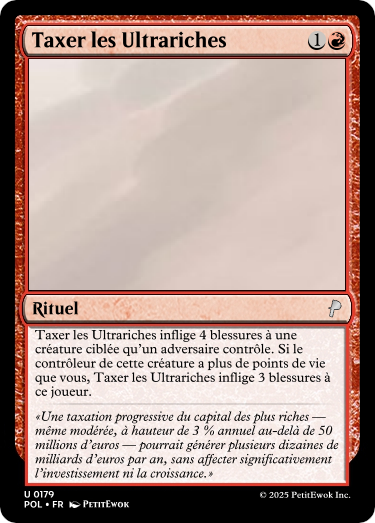 Taxer les Ultrariches 1
Rituel
Taxer les Ultrariches inflige 4 blessures à une
créature ciblée qu'un adversaire contrôle. Si le
contrôleur de cette créature a plus de points de vie
que vous, Taxer les Ultrariches inflige 3 blessures à
ce joueur.
«Une taxation progressive du capital des plus riches —
même modérée, à hauteur de 3 % annuel au-delà de 50
millions d'euros — pourrait générer plusieurs dizaines de
milliards d'euros par an, sans affecter significativement
l'investissement ni la croissance.»
U 0179
POL • FR PetitEwok
© 2025 PetitEwok Inc.